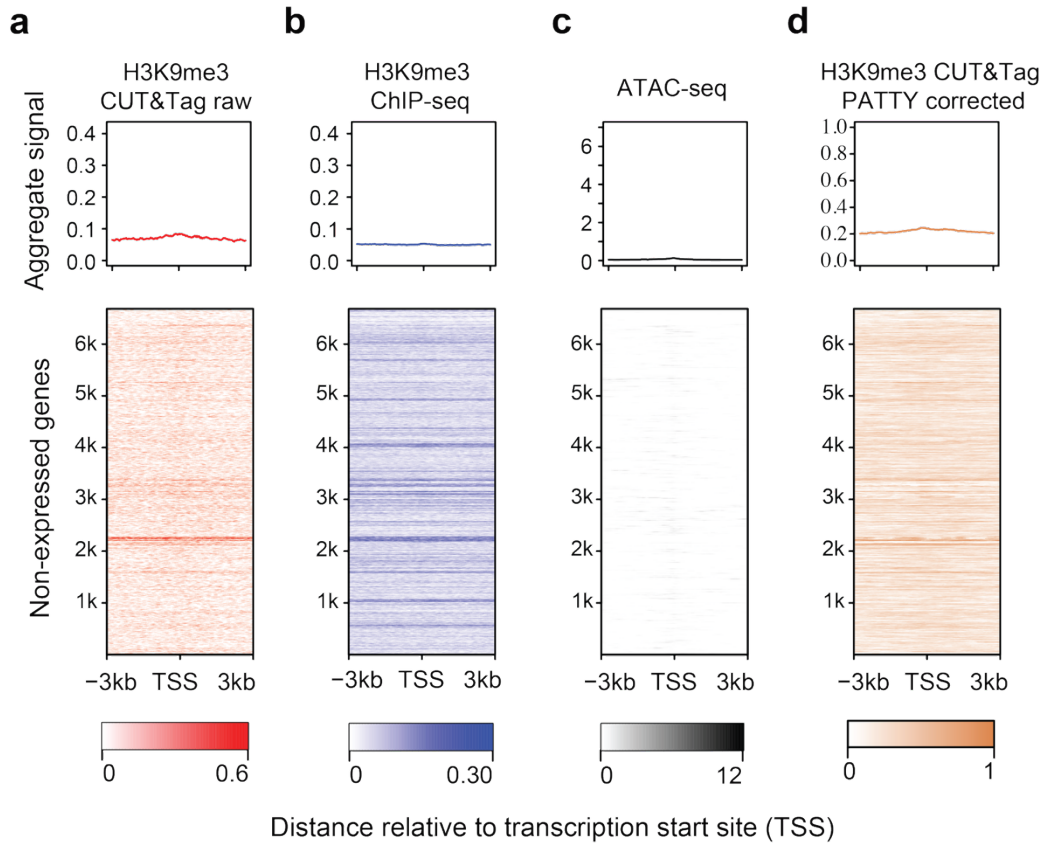 a
b
c
d
H3K9me3
CUT&Tag raw
H3K9me3
ChIP-seq
ATAC-seq
H3K9me3 CUT&Tag
PATTY corrected
Aggregate signal
0.4
0.3
0.2
0.1
0.0
0.4
0.3
0.2
0.1
0.0
6
4
2
0
1.0
0.8
0.6
0.4
0.2
0.0
Non-expressed genes
6k
5k
4k
3k
2k
1k
6k
5k
4k
3k
2k
1k
6k
5k
4k
3k
2k
1k
6k
5k
4k
3k
2k
1k
−3kb TSS 3kb
−3kb TSS 3kb
−3kb TSS 3kb
−3kb TSS 3kb
0 0.6
0 0.30
0 12
0 1
Distance relative to transcription start site (TSS)